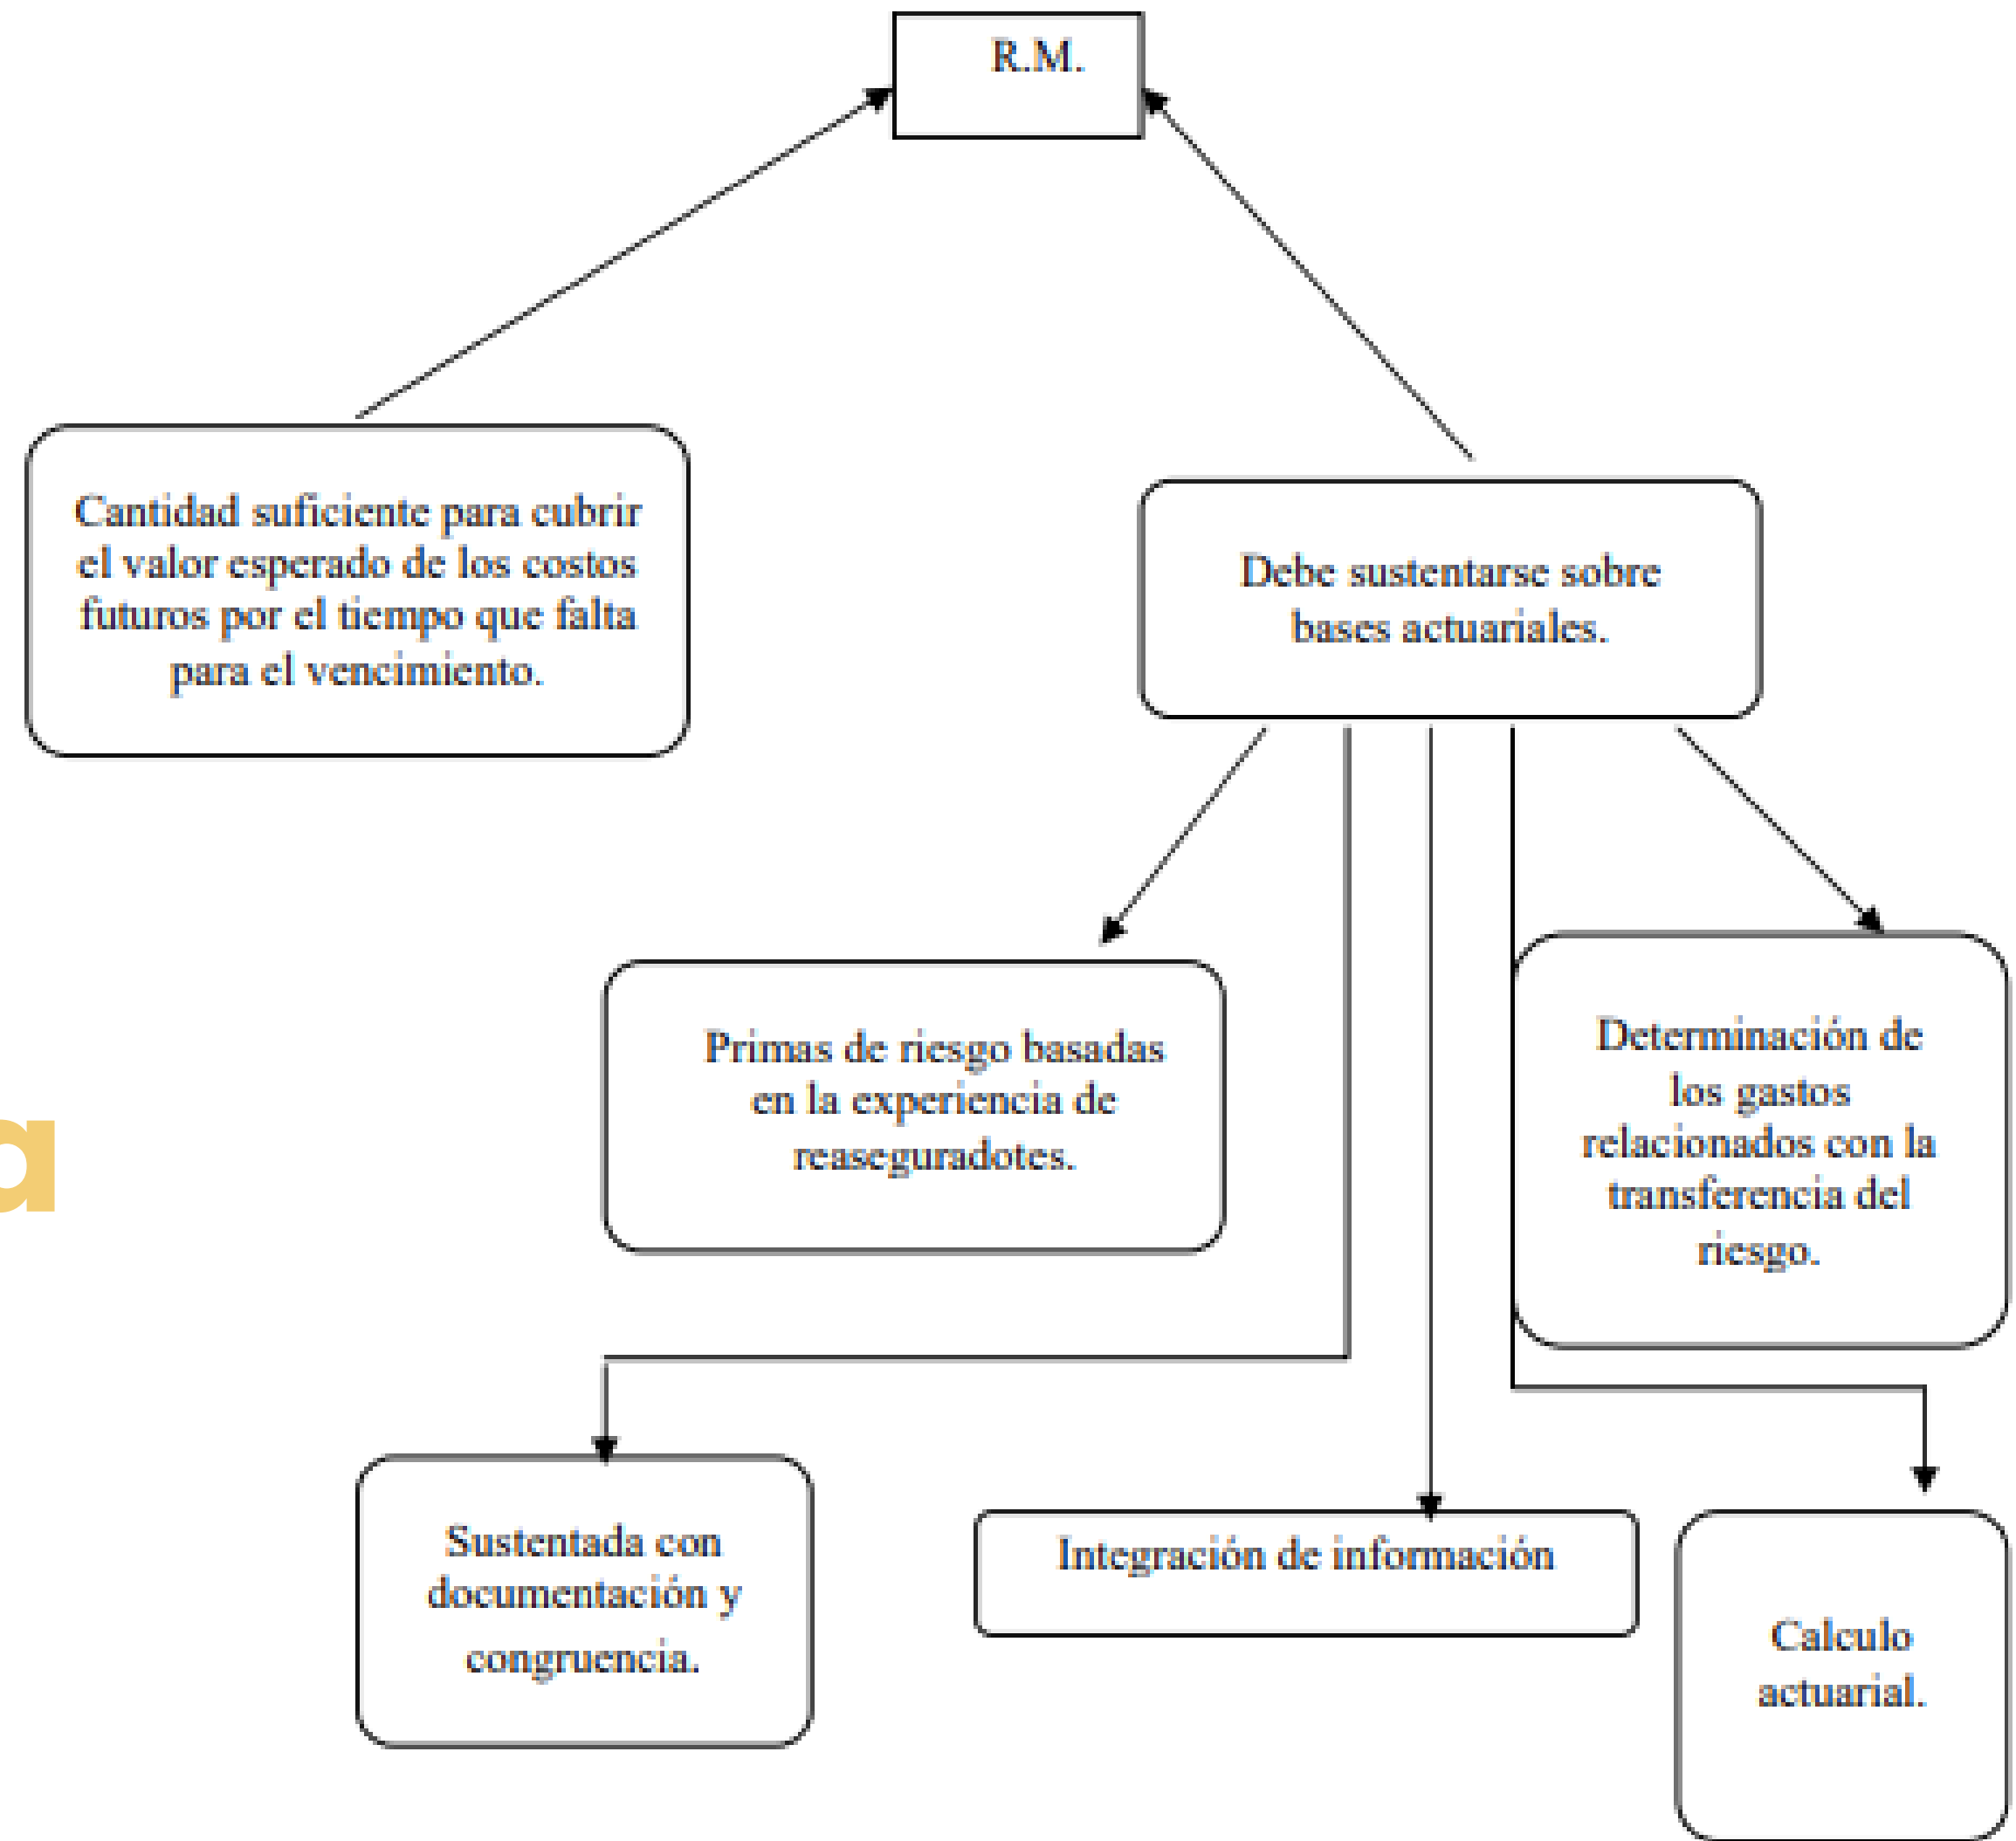 R.M.
Cantidad suficiente para cubrir
el valor esperado de los costos
futuros por el tiempo que falta
para el vencimiento.
Debe sustentarse sobre
bases actuariales.
Primas de riesgo basadas
en la experiencia de
reaseguradotes.
Determinación de
los gastos
relacionados con la
transferencia del
riesgo.
a
Sustentada con
documentación y
congruencia.
Integración de información
Calculo
actuarial.